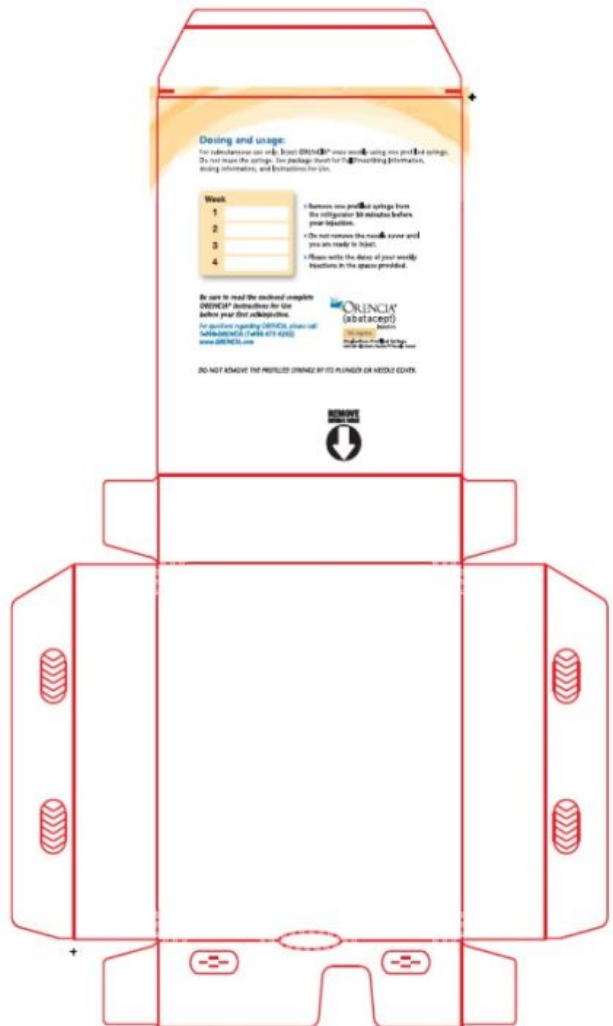 Dosing and usage:
For subcutaneous use only. Inject ORENCIA® once weekly using one prefilled syringe.
Do not reuse the syringe. See package insert for Full Prescribing Information,
dosing information, and Instructions for Use.
Week
1
2
3
4
• Remove one prefilled syringe from
the refrigerator 30 minutes before
your injection.
• Do not remove the needle cover until
you are ready to inject.
• Please write the dates of your weekly
injections in the spaces provided.
Be sure to read the enclosed complete
ORENCIA® Instructions for Use
before your first self-injection.
For questions regarding ORENCIA, please call
www.ORENCIA.com
ORENCIA®
(abatacept)
DO NOT REMOVE THE PREFILLED SYRINGE BY ITS PLUNGER OR NEEDLE COVER.
REMOVE